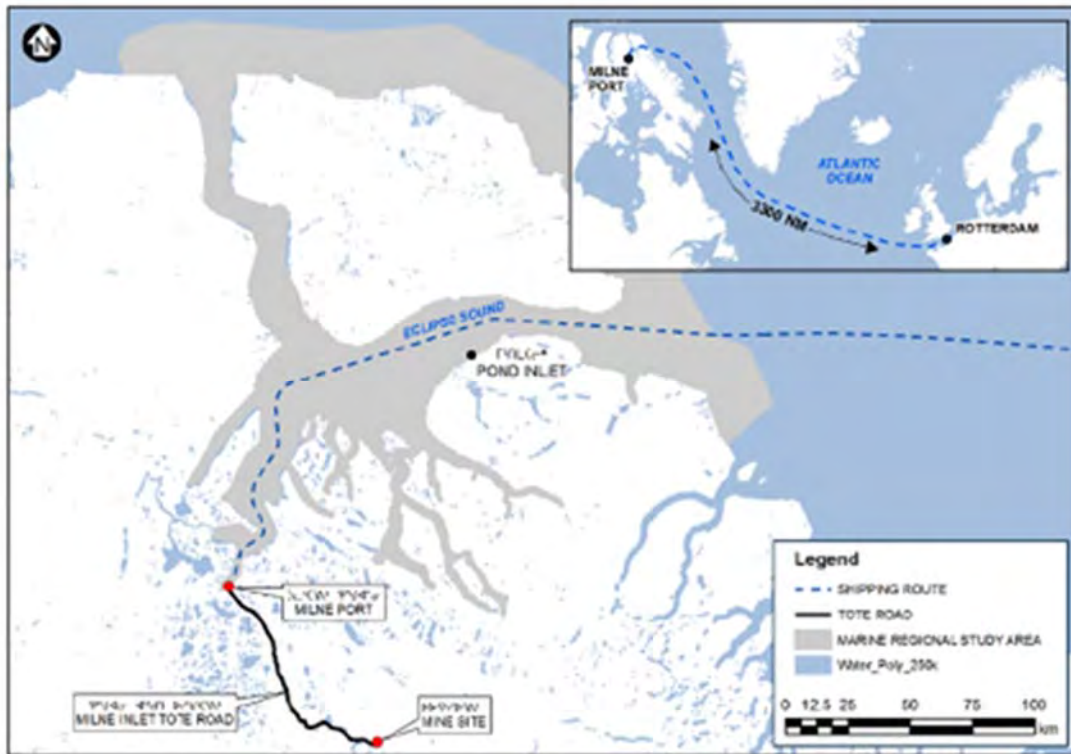 N
MILNE
PORT
ATLANTIC
OCEAN
3300 NM
ROTTERDAM
ECLIPSE SOUND
POND INLET
MILNE PORT
MILNE INLET TOTE ROAD
MINE SITE
Legend
SHIPPING ROUTE
TOTE ROAD
MARINE REGIONAL STUDY AREA
Water_Poly_250k
0 12.5 25 50 75 100
km